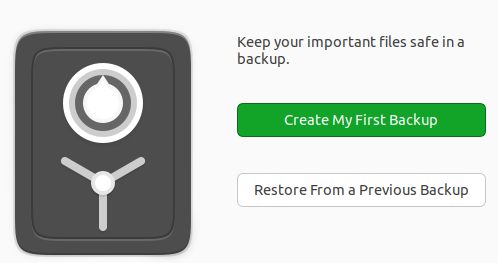 Keep your important files safe in a
backup.
Create My First Backup
Restore From a Previous Backup